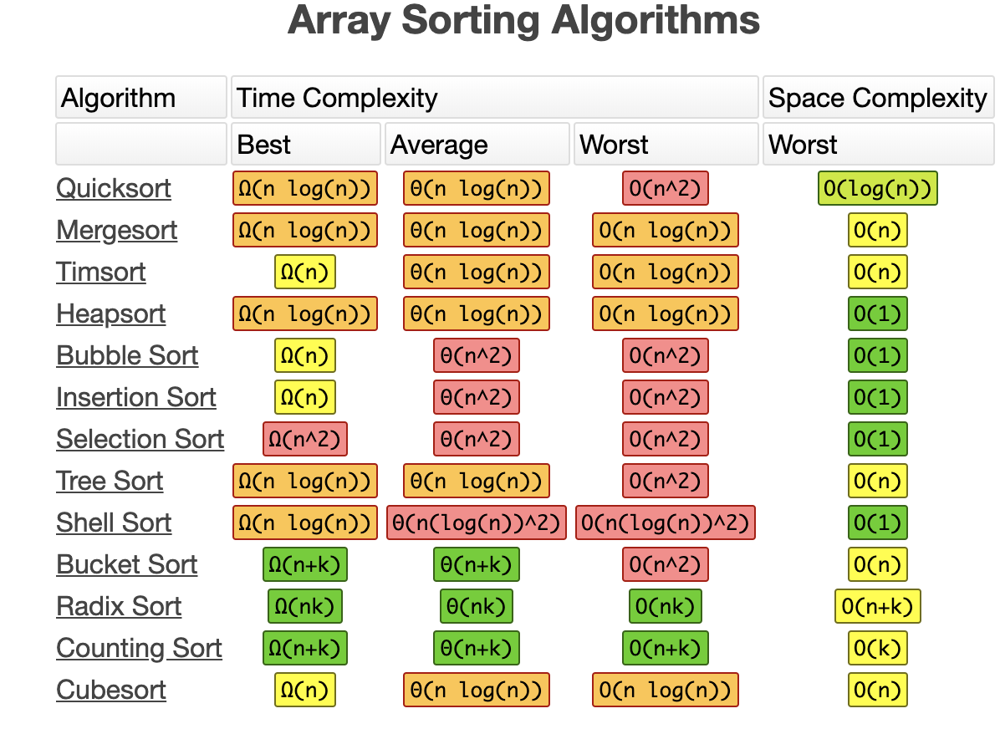 Array Sorting Algorithms
Algorithm Time Complexity Space Complexity
Best Average Worst Worst
Quicksort Ω(n log(n)) Θ(n log(n)) O(n^2) O(log(n))
Mergesort Ω(n log(n)) Θ(n log(n)) O(n log(n)) O(n)
Timsort Ω(n) Θ(n log(n)) O(n log(n)) O(n)
Heapsort Ω(n log(n)) Θ(n log(n)) O(n log(n)) O(1)
Bubble Sort Ω(n) Θ(n^2) O(n^2) O(1)
Insertion Sort Ω(n) Θ(n^2) O(n^2) O(1)
Selection Sort Ω(n^2) Θ(n^2) O(n^2) O(1)
Tree Sort Ω(n log(n)) Θ(n log(n)) O(n^2) O(n)
Shell Sort Ω(n log(n)) Θ(n(log(n))^2) O(n(log(n))^2) O(1)
Bucket Sort Ω(n+k) Θ(n+k) O(n^2) O(n)
Radix Sort Ω(nk) Θ(nk) O(nk) O(n+k)
Counting Sort Ω(n+k) Θ(n+k) O(n+k) O(k)
Cubesort Ω(n) Θ(n log(n)) O(n log(n)) O(n)